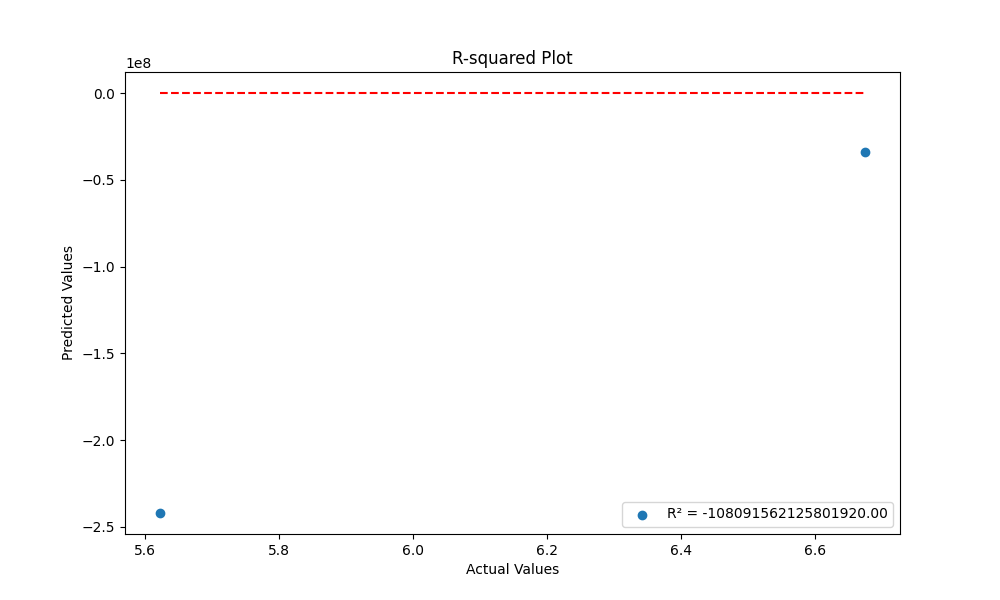 R-squared Plot
1e8
0.0
−0.5
−1.0
−1.5
−2.0
−2.5
Predicted Values
5.6
5.8
6.0
6.2
6.4
6.6
Actual Values
R² = -108091562125801920.00